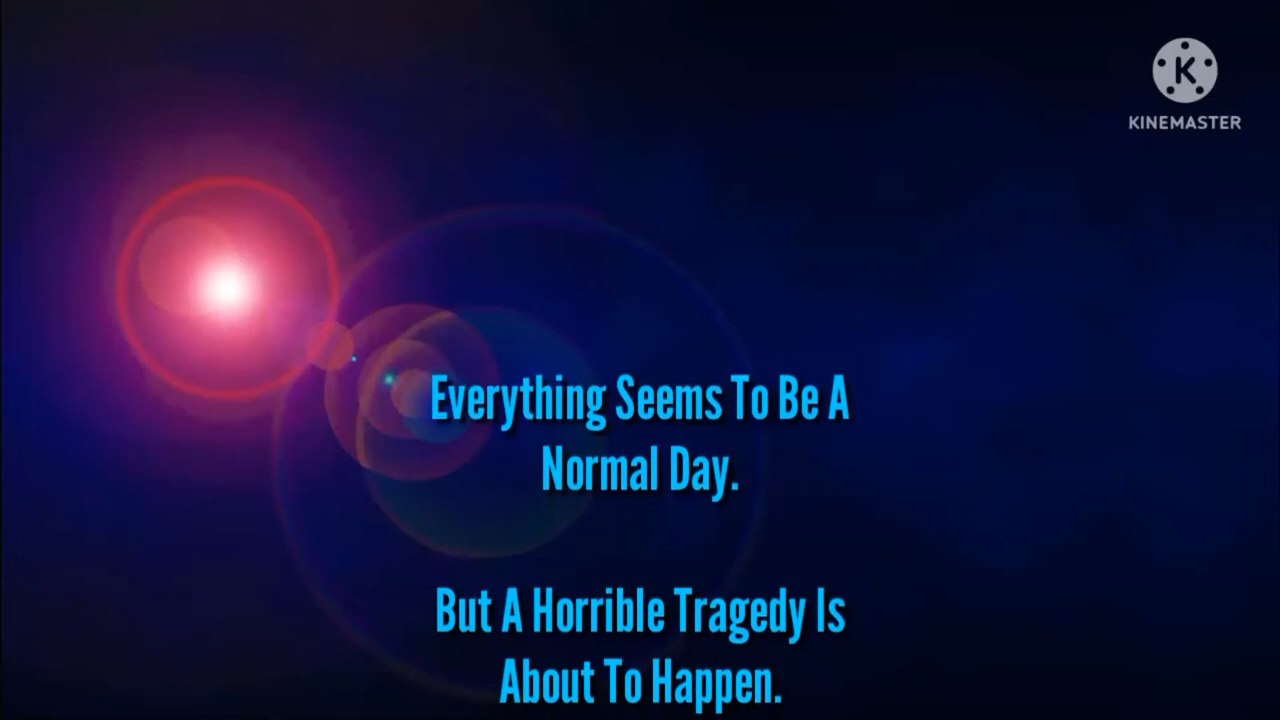 KINEMASTER
Everything Seems To Be A
Normal Day.
But A Horrible Tragedy Is
About To Happen.